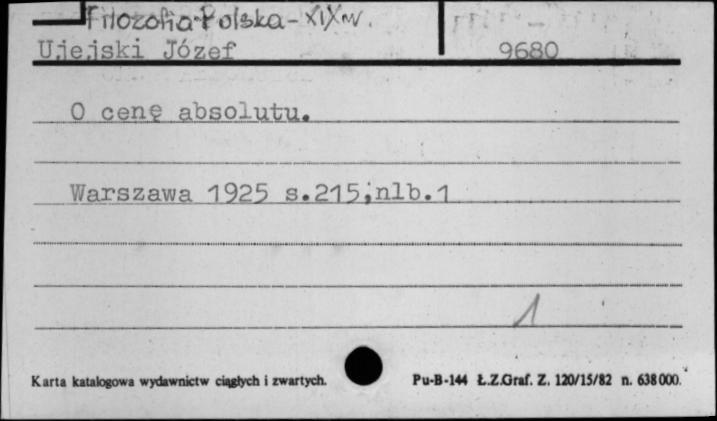 Filozofia Polska - XIX w.
Ujejski Józef 9680
O cenę absolutu.
Warszawa 1925 s.215;nlb.1
1
Karta katalogowa wydawnictw ciągłych i zwartych. Pu-B-144 Ł.Z.Graf. Z. 120/15/82 n. 638000.